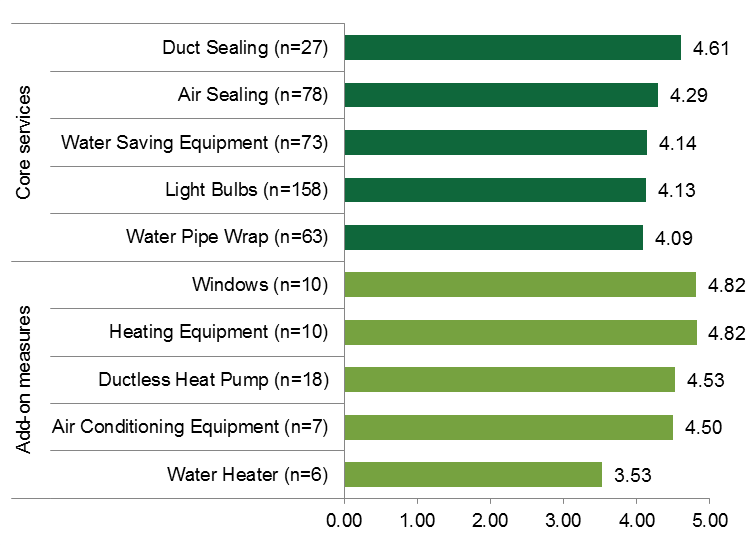 Core services
Duct Sealing (n=27) 4.61
Air Sealing (n=78) 4.29
Water Saving Equipment (n=73) 4.14
Light Bulbs (n=158) 4.13
Water Pipe Wrap (n=63) 4.09
Add-on measures
Windows (n=10) 4.82
Heating Equipment (n=10) 4.82
Ductless Heat Pump (n=18) 4.53
Air Conditioning Equipment (n=7) 4.50
Water Heater (n=6) 3.53
0.00 1.00 2.00 3.00 4.00 5.00